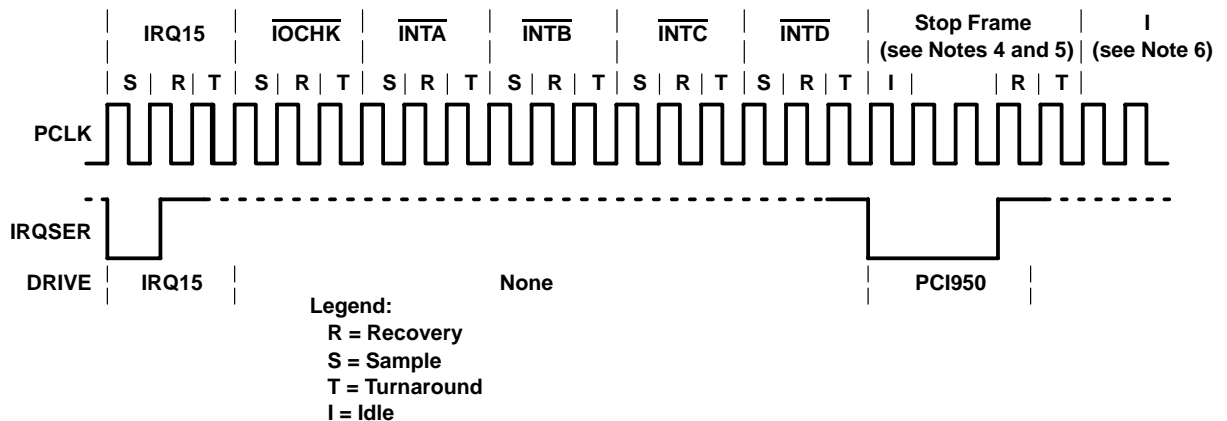 IRQ15 IOCHK INTA INTB INTC INTD Stop Frame I
(see Notes 4 and 5) (see Note 6)
S R T S R T S R T S R T S R T S R T I R T
PCLK
IRQSER
DRIVE IRQ15 None PCI950
Legend:
R = Recovery
S = Sample
T = Turnaround
I = Idle